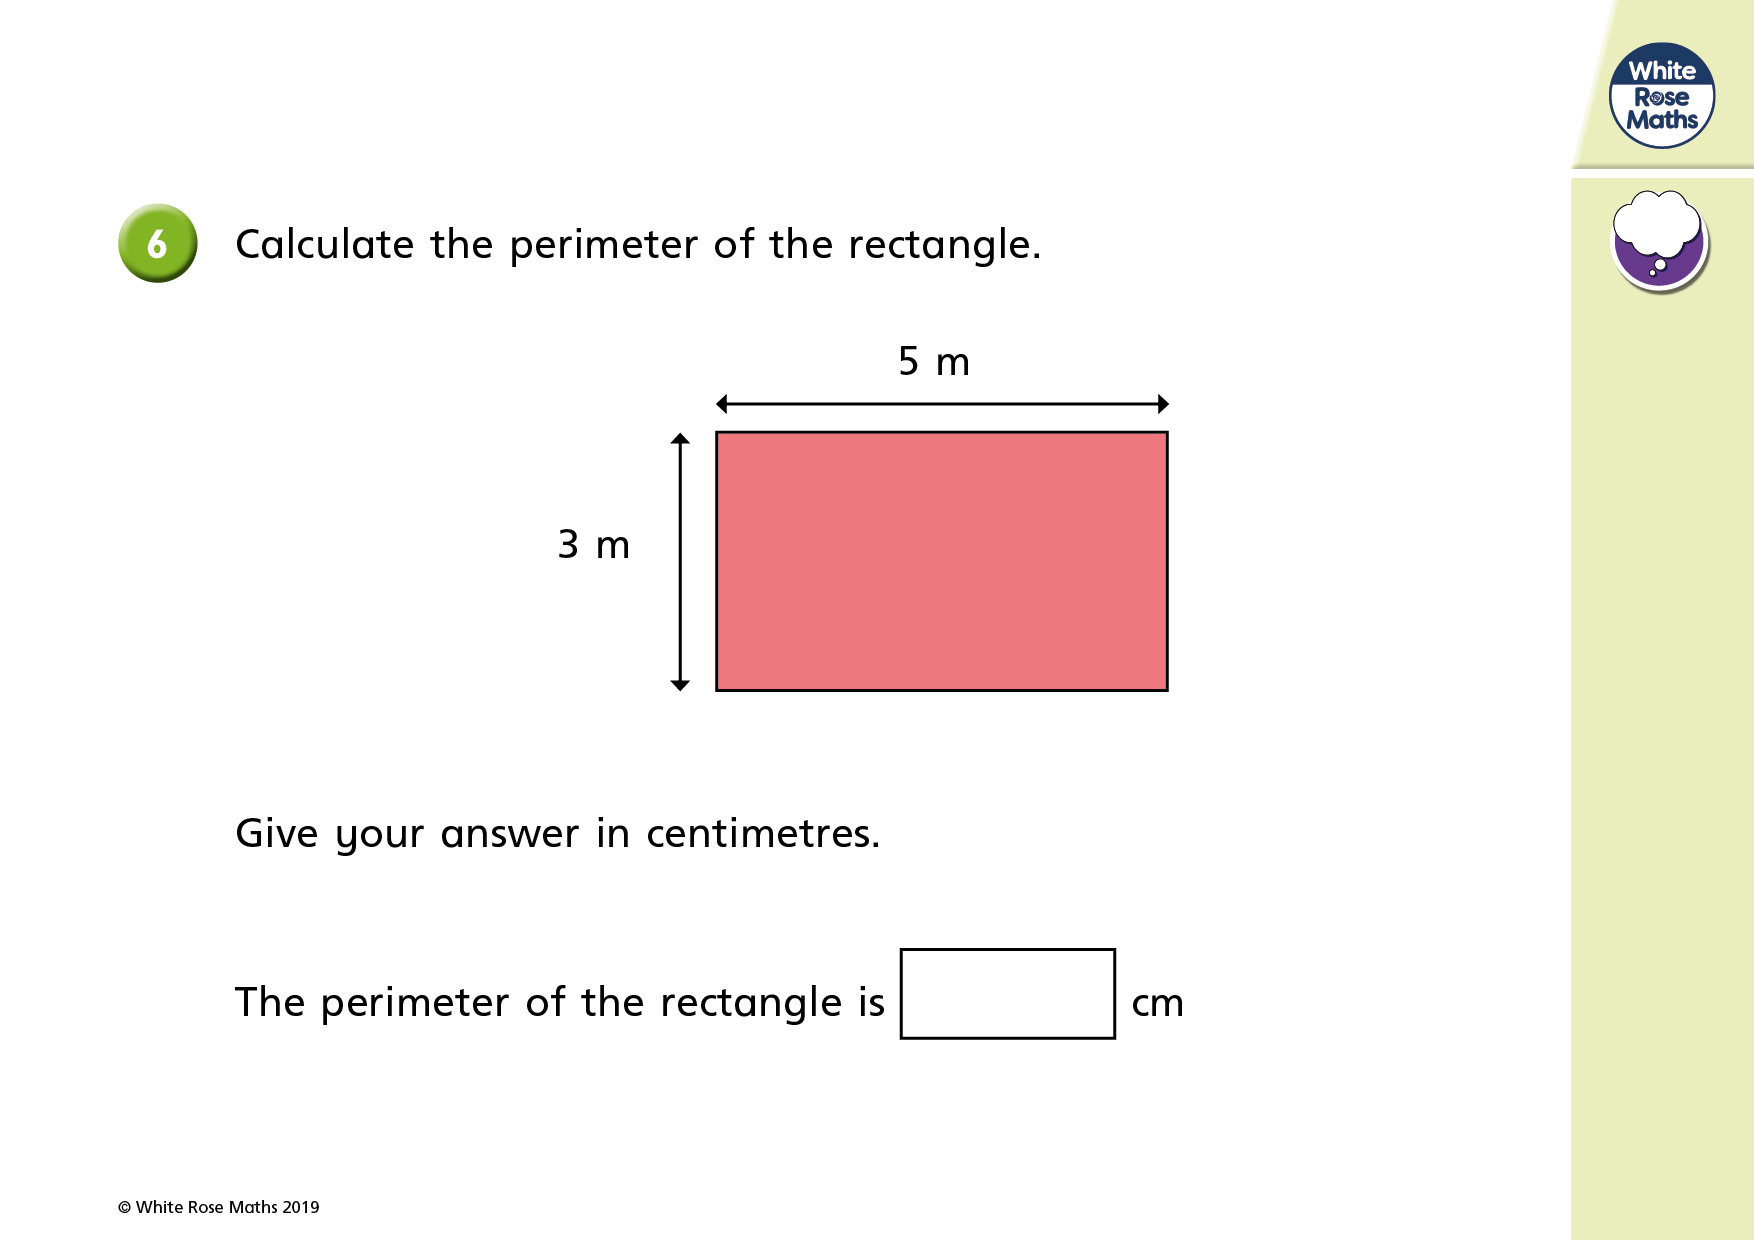 White
Rose
Maths
6 Calculate the perimeter of the rectangle.
5 m
3 m
Give your answer in centimetres.
The perimeter of the rectangle is cm
© White Rose Maths 2019